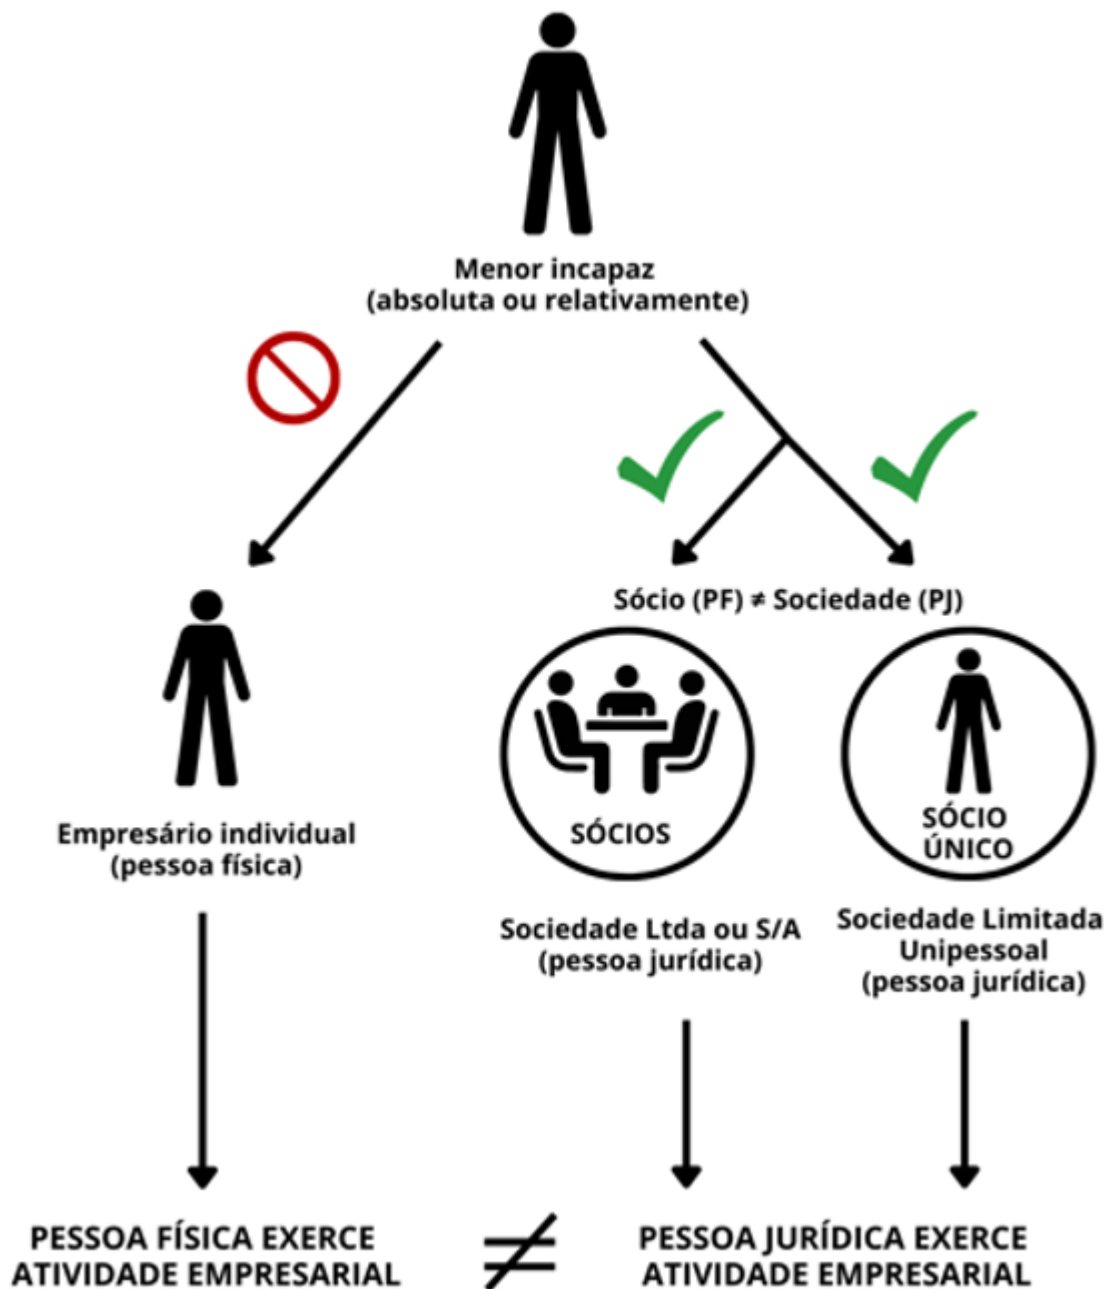 Menor incapaz
(absoluta ou relativamente)
Sócio (PF) ≠ Sociedade (PJ)
SÓCIOS
SÓCIO
ÚNICO
Empresário individual
(pessoa física)
Sociedade Ltda ou S/A
(pessoa jurídica)
Sociedade Limitada
Unipessoal
(pessoa jurídica)
PESSOA FÍSICA EXERCE
ATIVIDADE EMPRESARIAL
≠
PESSOA JURÍDICA EXERCE
ATIVIDADE EMPRESARIAL